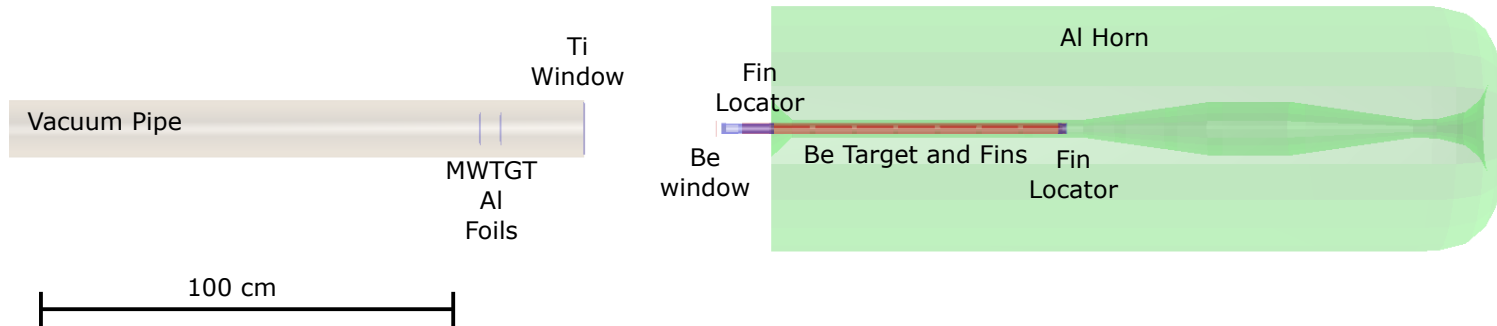 Al Horn
Ti
Window
Fin
Locator
Vacuum Pipe
MWTGT
Al
Foils
Be
window
Be Target and Fins
Fin
Locator
100 cm